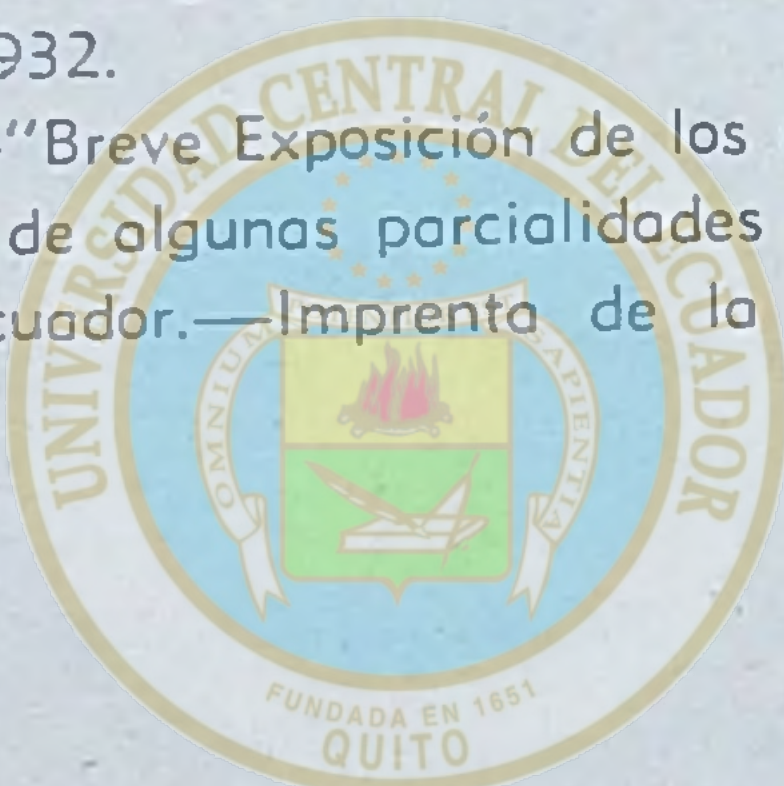 932.
"Breve Exposición de los
de algunas parcialidades
cuador.—Imprenta de la
UNIVERSIDAD CENTRAL DEL ECUADOR
OMNIUM SAPIENTIA
FUNDADA EN 1651
QUITO